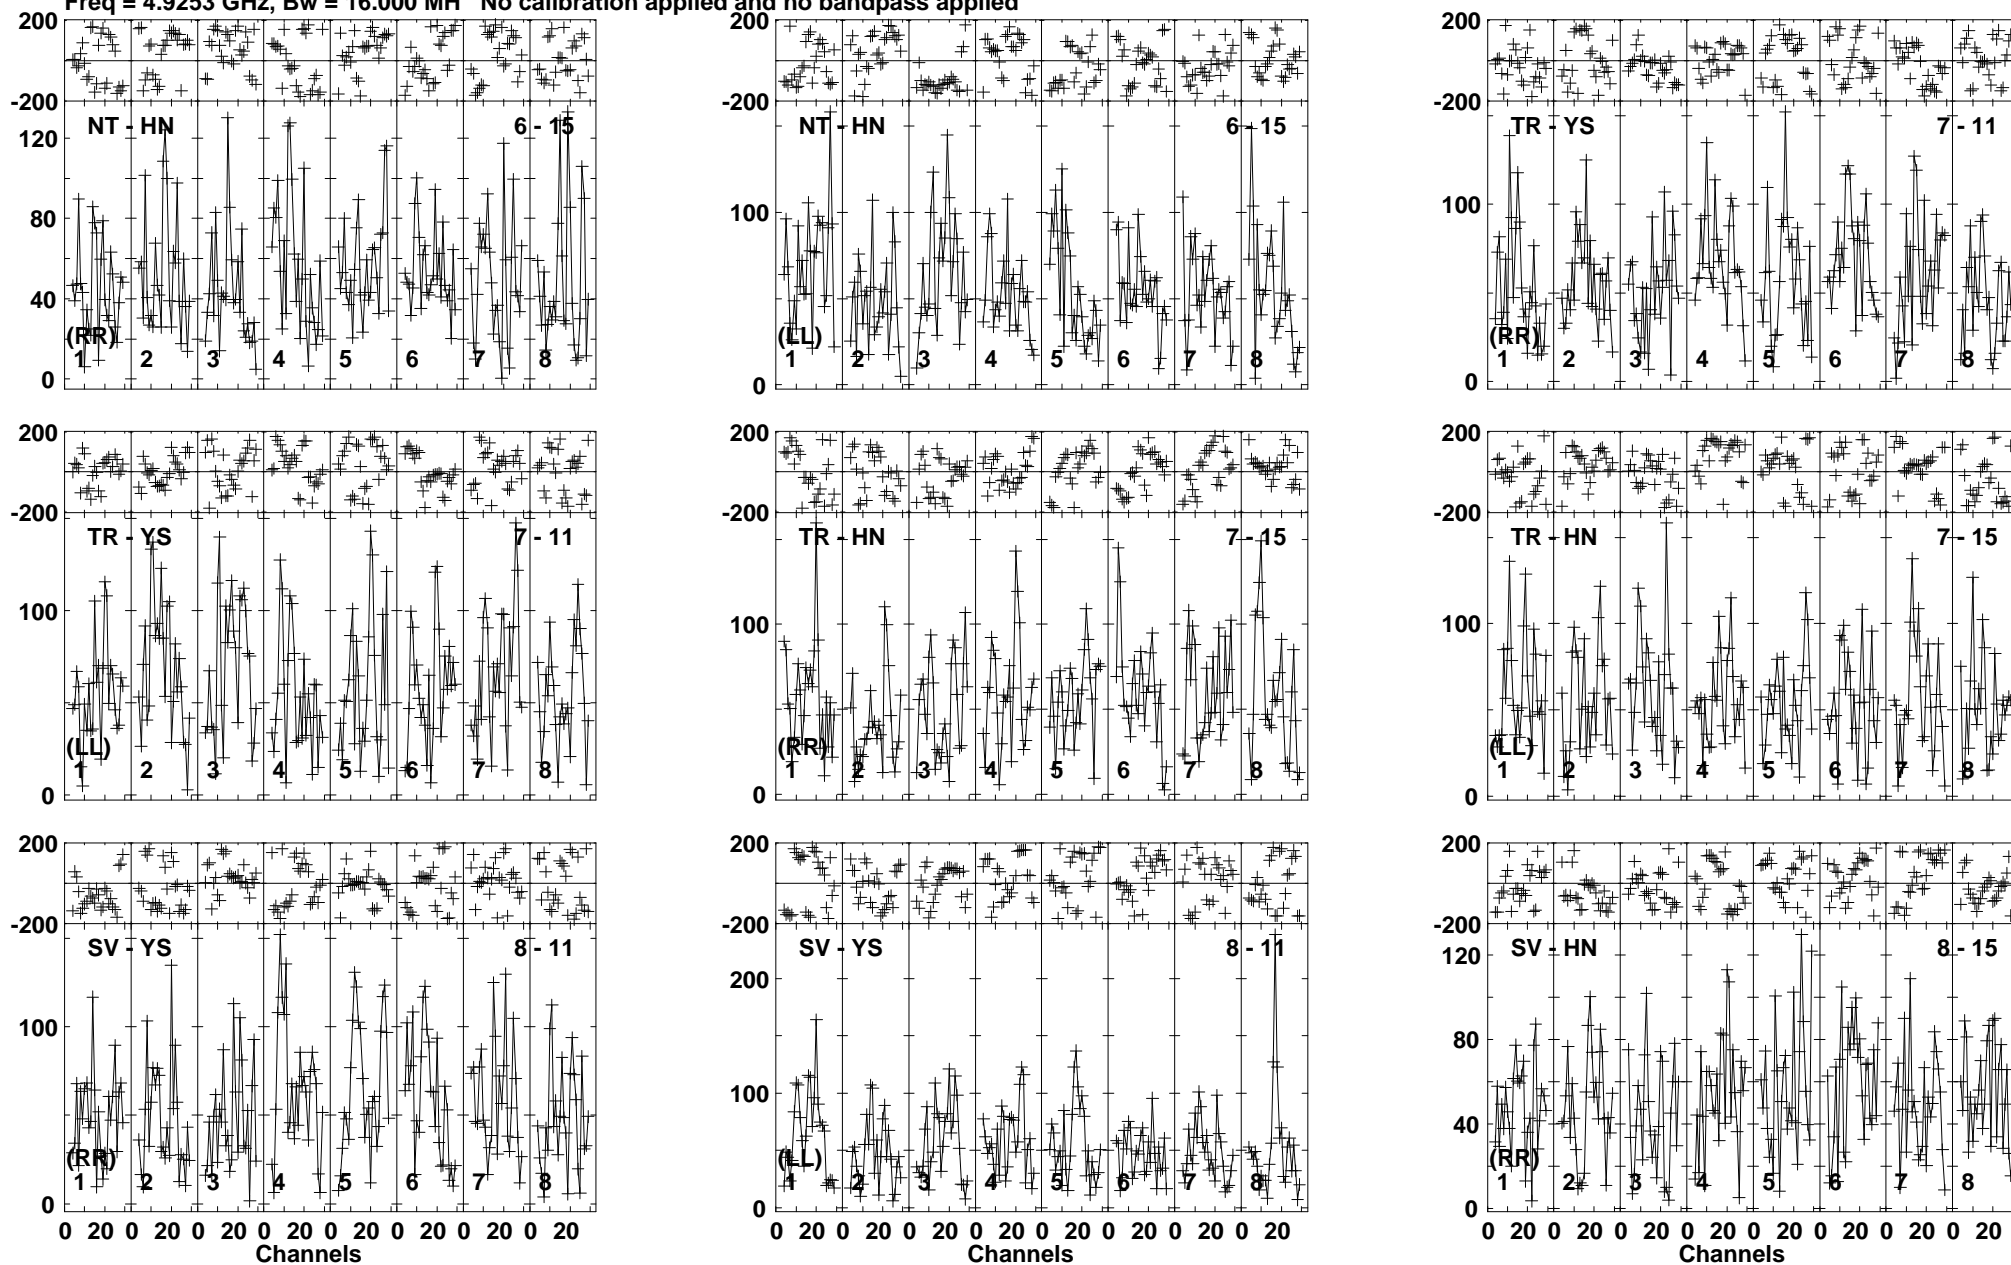 Freq = 4.9253 GHz, Bw = 16.000 MH No calibration applied and no bandpass applied
200 200 200
-200 -200 -200
NT - HN 6 - 15 NT - HN 6 - 15 TR - YS 7 - 11
120
80 100 100
40
(RR) (LL) (RR)
1 2 3 4 5 6 7 8 1 2 3 4 5 6 7 8 1 2 3 4 5 6 7 8
0 0 0
200 200 200
-200 -200 -200
TR - YS 7 - 11 TR - HN 7 - 15 TR - HN 7 - 15
100 100 100
(LL) (RR) (LL)
1 2 3 4 5 6 7 8 1 2 3 4 5 6 7 8 1 2 3 4 5 6 7 8
0 0 0
200 200 200
-200 -200 -200
SV - YS 8 - 11 SV - YS 8 - 11 SV - HN 8 - 15
120
200
100 80
100
40
(RR) (LL) (RR)
1 2 3 4 5 6 7 8 1 2 3 4 5 6 7 8 1 2 3 4 5 6 7 8
0 0 0
0 20 0 20 0 20 0 20 0 20 0 20 0 20 0 20 0 20 0 20 0 20 0 20 0 20 0 20 0 20 0 20 0 20 0 20 0 20 0 20 0 20 0 20 0 20 0 20
Channels Channels Channels